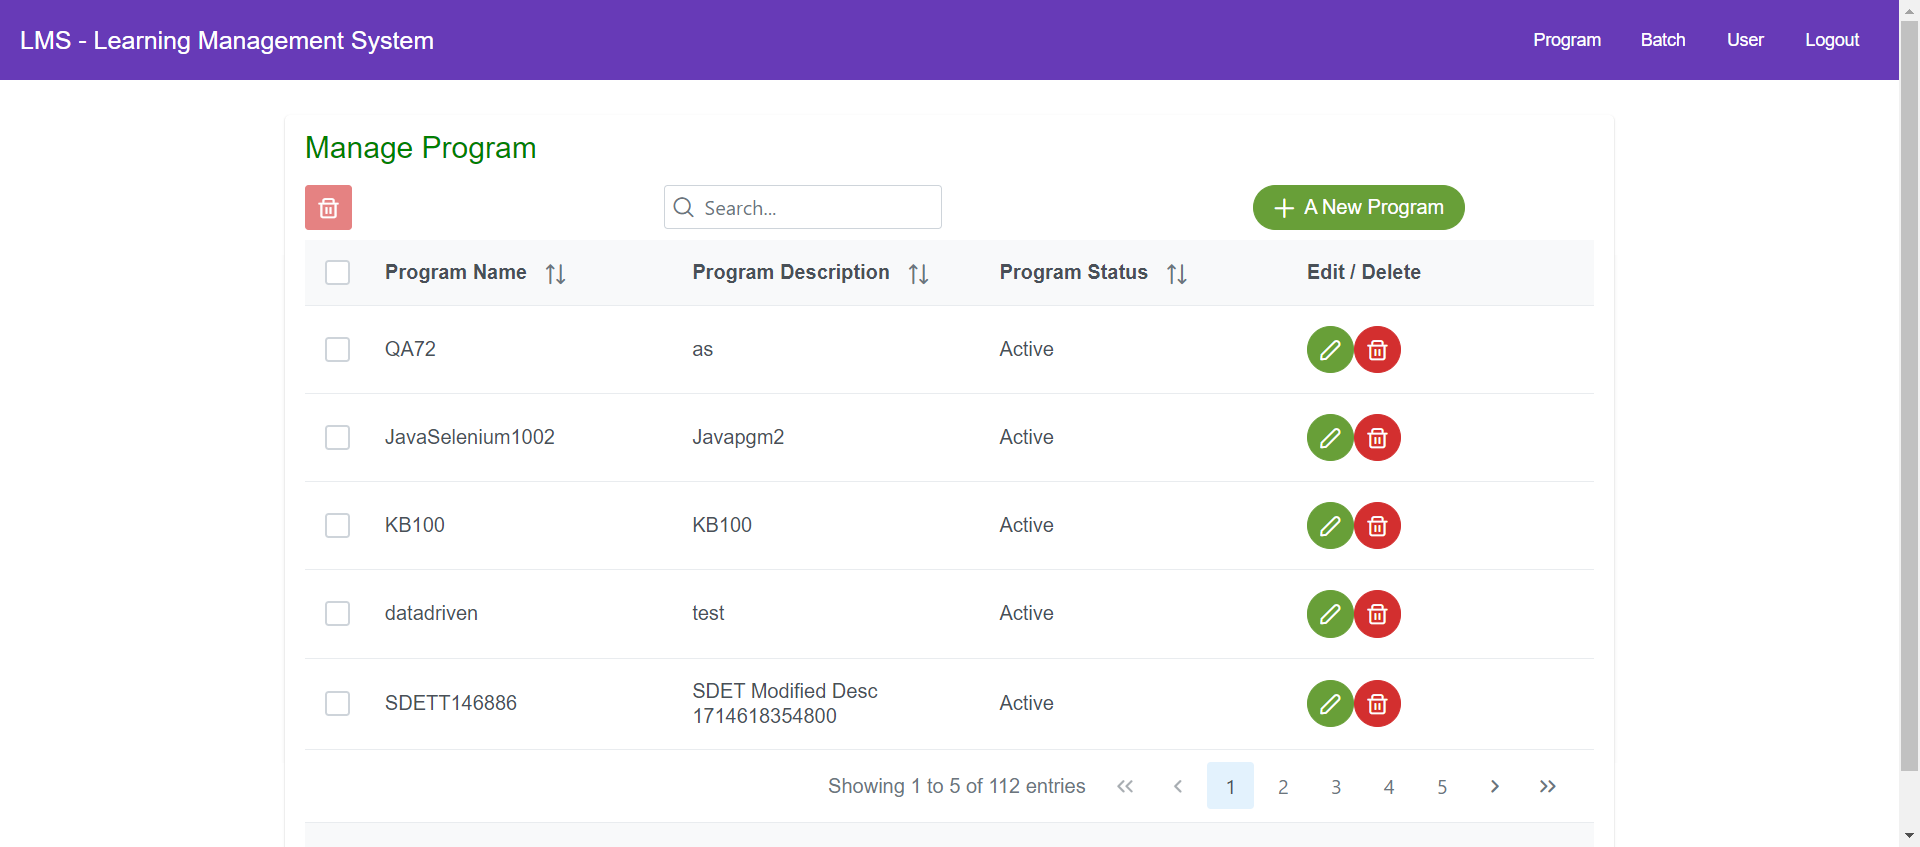 LMS - Learning Management System
Program Batch User Logout
Manage Program
Search...
A New Program
Program Name Program Description Program Status Edit / Delete
QA72 as Active
JavaSelenium1002 Javapgm2 Active
KB100 KB100 Active
datadriven test Active
SDETT146886 SDET Modified Desc 1714618354800 Active
Showing 1 to 5 of 112 entries 1 2 3 4 5